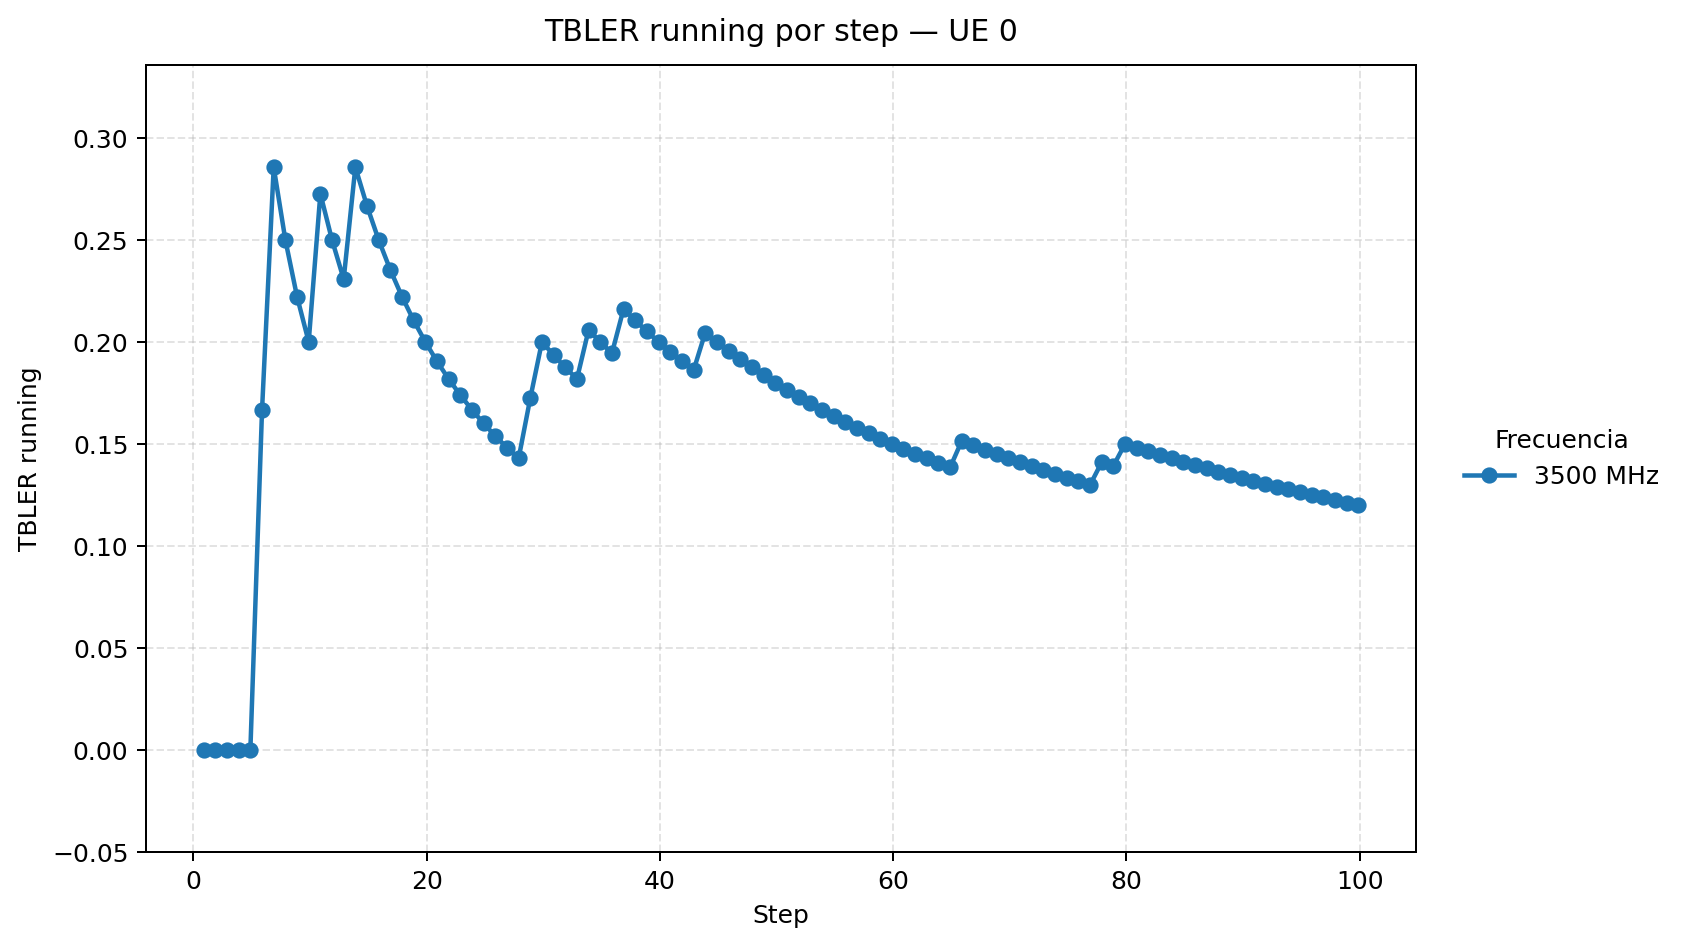 TBLER running por step — UE 0
TBLER running
0.30
0.25
0.20
0.15
0.10
0.05
0.00
−0.05
0
20
40
60
80
100
Step
Frecuencia
3500 MHz